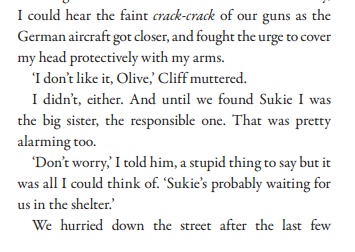 I could hear the faint crack-crack of our guns as the
German aircraft got closer, and fought the urge to cover
my head protectively with my arms.
‘I don’t like it, Olive,’ Cliff muttered.
I didn’t, either. And until we found Sukie I was
the big sister, the responsible one. That was pretty
alarming too.
‘Don’t worry,’ I told him, a stupid thing to say but it
was all I could think of. ‘Sukie’s probably waiting for
us in the shelter.’
We hurried down the street after the last few